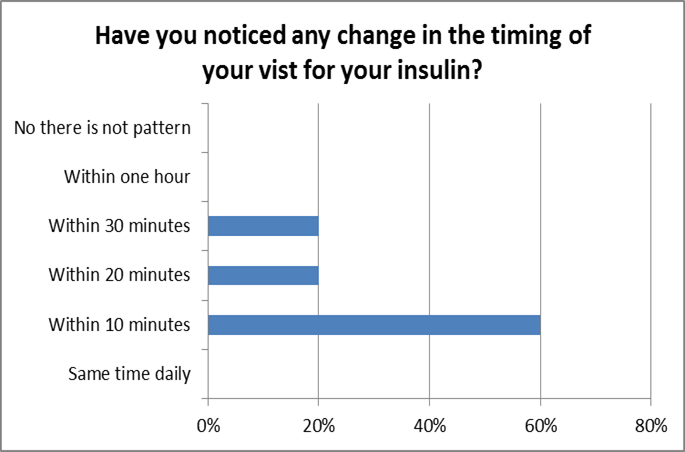 Have you noticed any change in the timing of
your vist for your insulin?
No there is not pattern
Within one hour
Within 30 minutes
Within 20 minutes
Within 10 minutes
Same time daily
0% 20% 40% 60% 80%